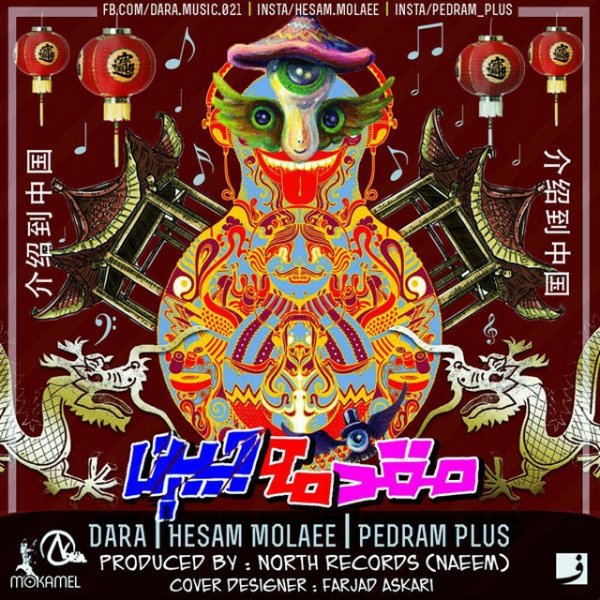 FB.COM/DARA.MUSIC.021 | INSTA/HESAM.MOLAEE | INSTA/PEDRAM_PLUS
介绍到中国
介绍到中国
مقدمه چین
DARA | HESAM MOLAEE | PEDRAM PLUS
PRODUCED BY : NORTH RECORDS (NAEEM)
COVER DESIGNER : FARJAD ASKARI
MOKAMEL